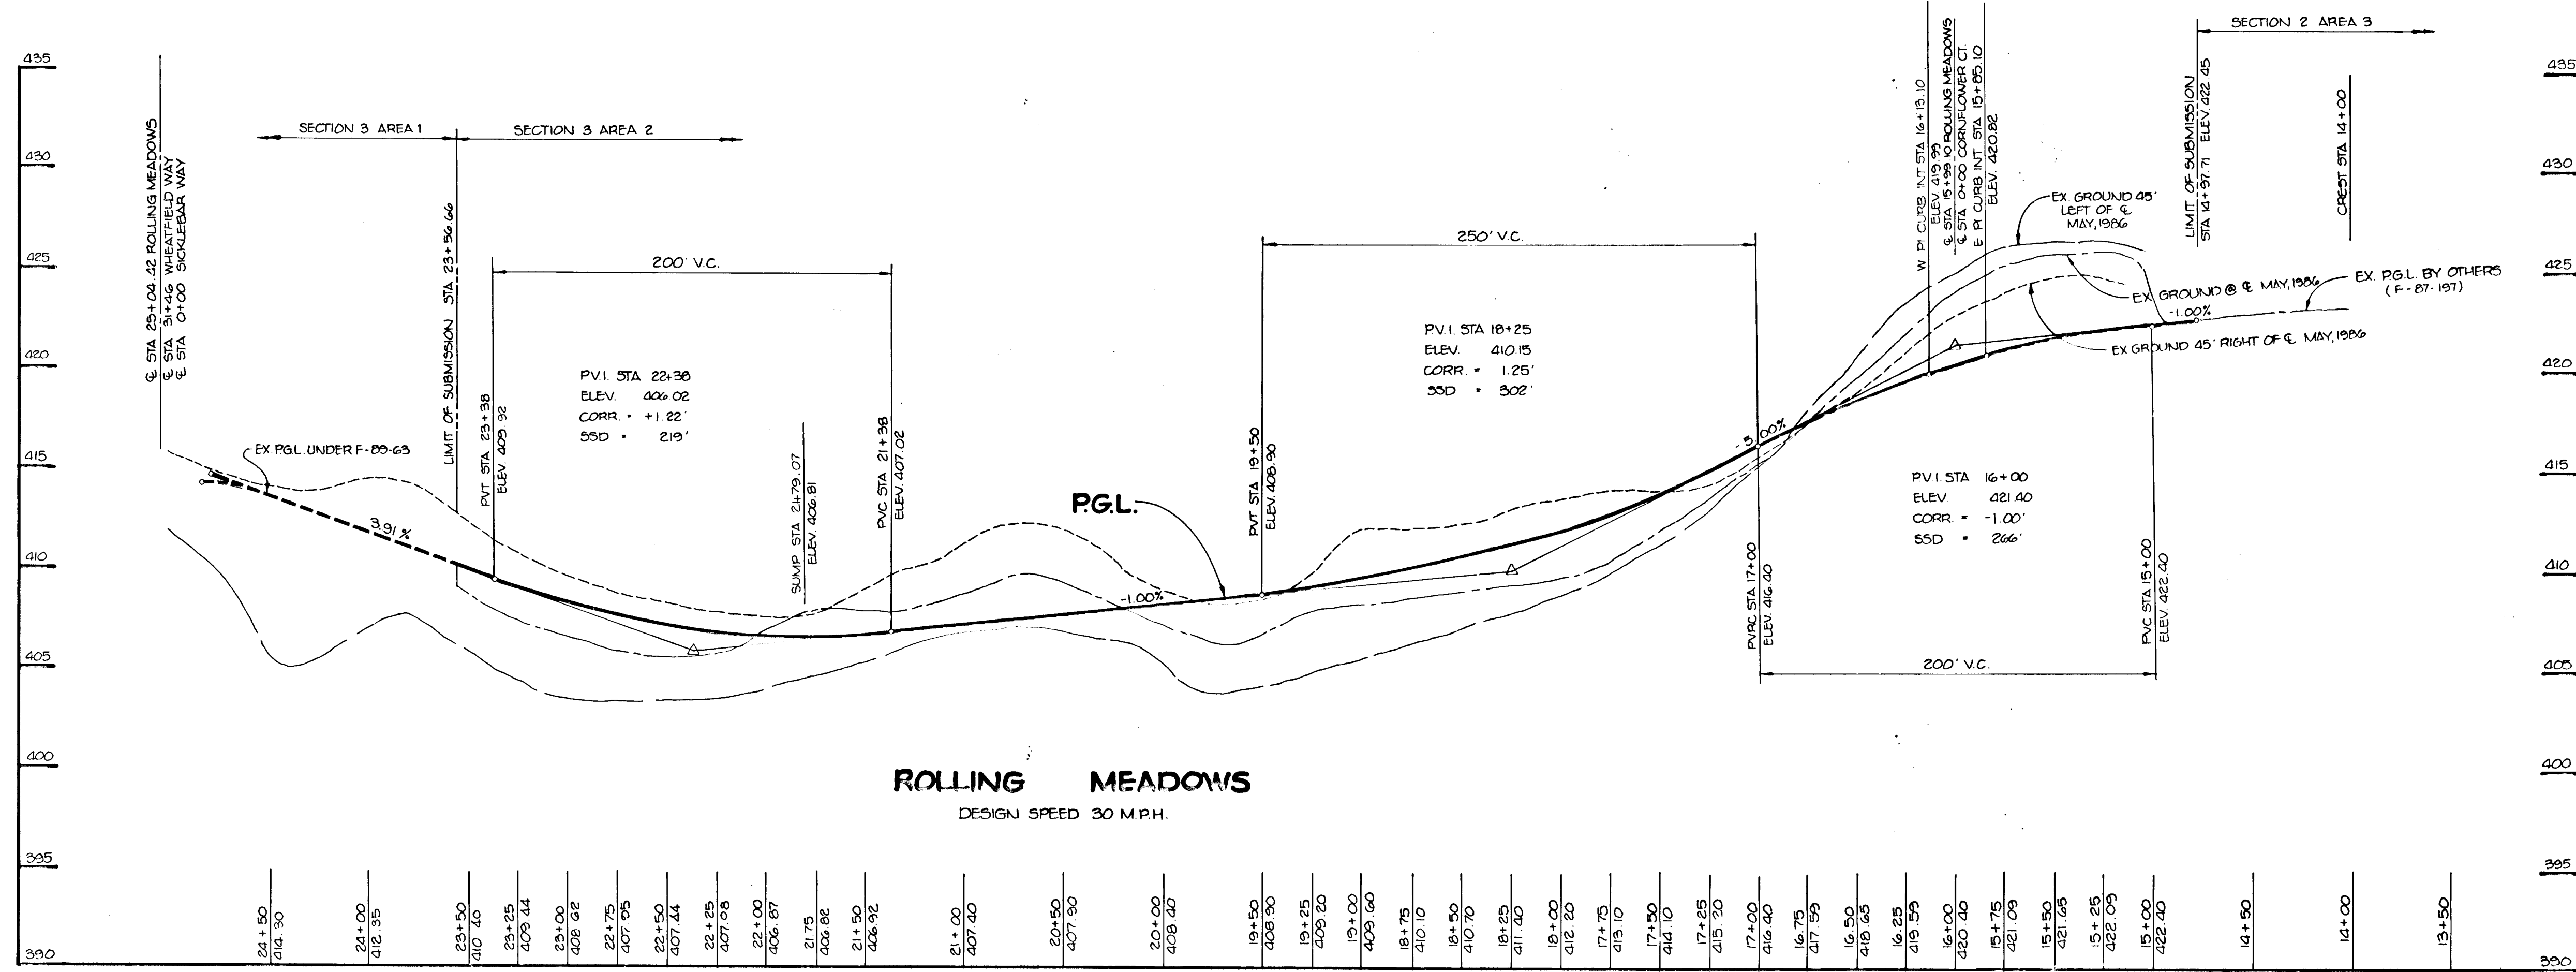 SECTION 2 AREA 3
435
435
SECTION 3 AREA 1
SECTION 3 AREA 2
℄ STA 25+04.42 ROLLING MEADOWS
℄ STA 31+46 WHEATFIELD WAY
℄ STA 0+00 SICKLEBAR WAY
LIMIT OF SUBMISSION STA 23+56.66
PVT STA 23+38
ELEV. 409.92
200' V.C.
P.V.I. STA 22+38
ELEV. 406.02
CORR. = +1.22'
SSD = 219'
SUMP STA 21+79.07
ELEV. 406.81
PVC STA 21+38
ELEV. 407.02
250' V.C.
P.V.I. STA 18+25
ELEV. 410.15
CORR. = 1.25'
SSD = 302'
PVT STA 19+50
ELEV. 408.90
W PI CURB INT STA 16+13.10
ELEV. 419.99
℄ STA 15+99.10 ROLLING MEADOWS
℄ STA 0+00 CORNFLOWER CT.
E PI CURB INT STA 15+85.10
ELEV. 420.82
LIMIT OF SUBMISSION
STA 14+97.71 ELEV. 422.45
CREST STA 14+00
EX. GROUND 45'
LEFT OF ℄
MAY, 1986
EX GROUND @ ℄ MAY, 1986
EX. P.G.L. BY OTHERS
(F-87-197)
-1.00%
EX GROUND 45' RIGHT OF ℄ MAY, 1986
430
430
425
425
420
420
415
415
410
410
405
405
400
400
395
395
390
390
EX. P.G.L. UNDER F-89-63
3.91%
-1.00%
P.G.L.
-5.00%
PVRC STA 17+00
ELEV. 416.40
P.V.I. STA 16+00
ELEV. 421.40
CORR. = -1.00'
SSD = 266'
PVC STA 15+00
ELEV. 422.40
200' V.C.
ROLLING MEADOWS
DESIGN SPEED 30 M.P.H.
24+50
414.30
24+00
412.35
23+50
410 40
23+25
409.44
23+00
408.62
22+75
407.95
22+50
407.44
22+25
407.08
22+00
406.87
21.75
406.82
21+50
406.92
21+00
407.40
20+50
407.90
20+00
408.40
19+50
408.90
19+25
409.20
19+00
409.60
18+75
410.10
18+50
410.70
18+25
411.40
18+00
412.20
17+75
413.10
17+50
414.10
17+25
415.20
17+00
416.40
16.75
417.59
16.50
418.65
16.25
419.59
16+00
420.40
15+75
421.09
15+50
421.65
15+25
422.09
15+00
422.40
14+50
14+00
13+50